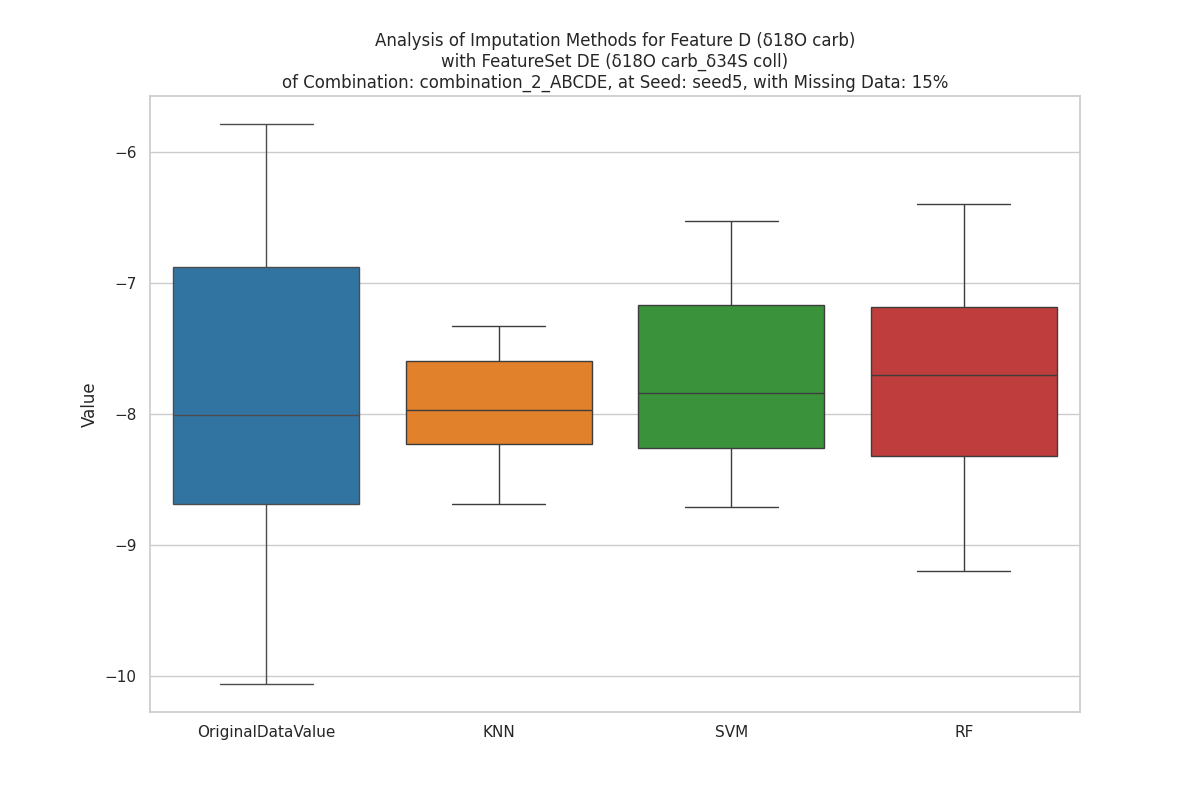 Analysis of Imputation Methods for Feature D (δ18O carb)
with FeatureSet DE (δ18O carb_δ34S coll)
of Combination: combination_2_ABCDE, at Seed: seed5, with Missing Data: 15%
Value
−6
−7
−8
−9
−10
OriginalDataValue
KNN
SVM
RF